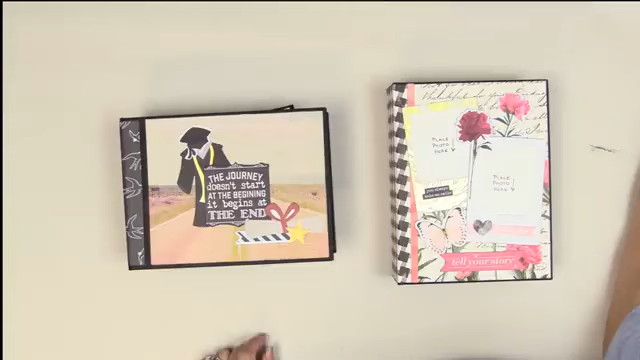 THE JOURNEY
doesn't start
AT THE BEGINING
it begins at
THE END
PLACE
PHOTO
HERE
PLACE
PHOTO
HERE
tell your story